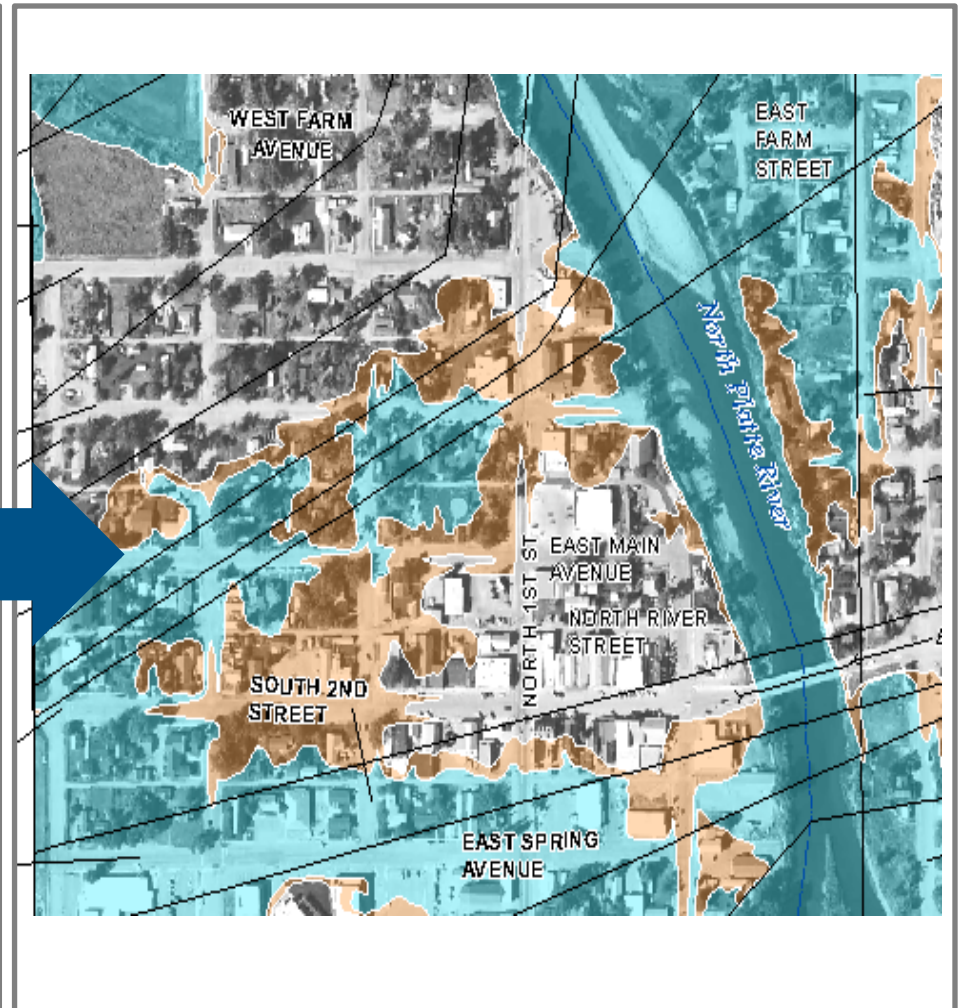 WEST FARM
AVENUE
EAST
FARM
STREET
North Platte River
EAST MAIN
AVENUE
NORTH 1ST ST
NORTH RIVER
STREET
SOUTH 2ND
STREET
EAST SPRING
AVENUE